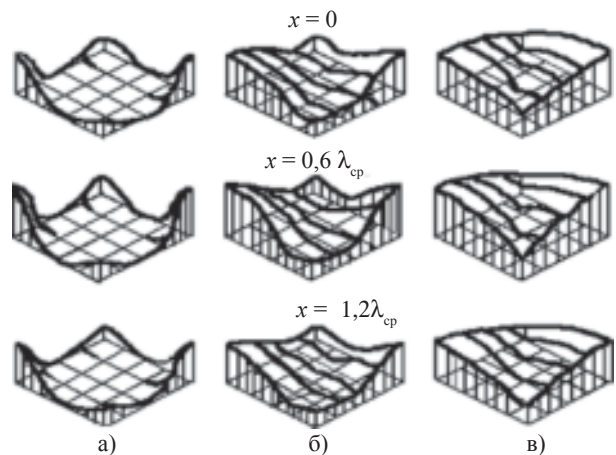 x = 0
x = 0,6 λср
x = 1,2λср
а) б) в)